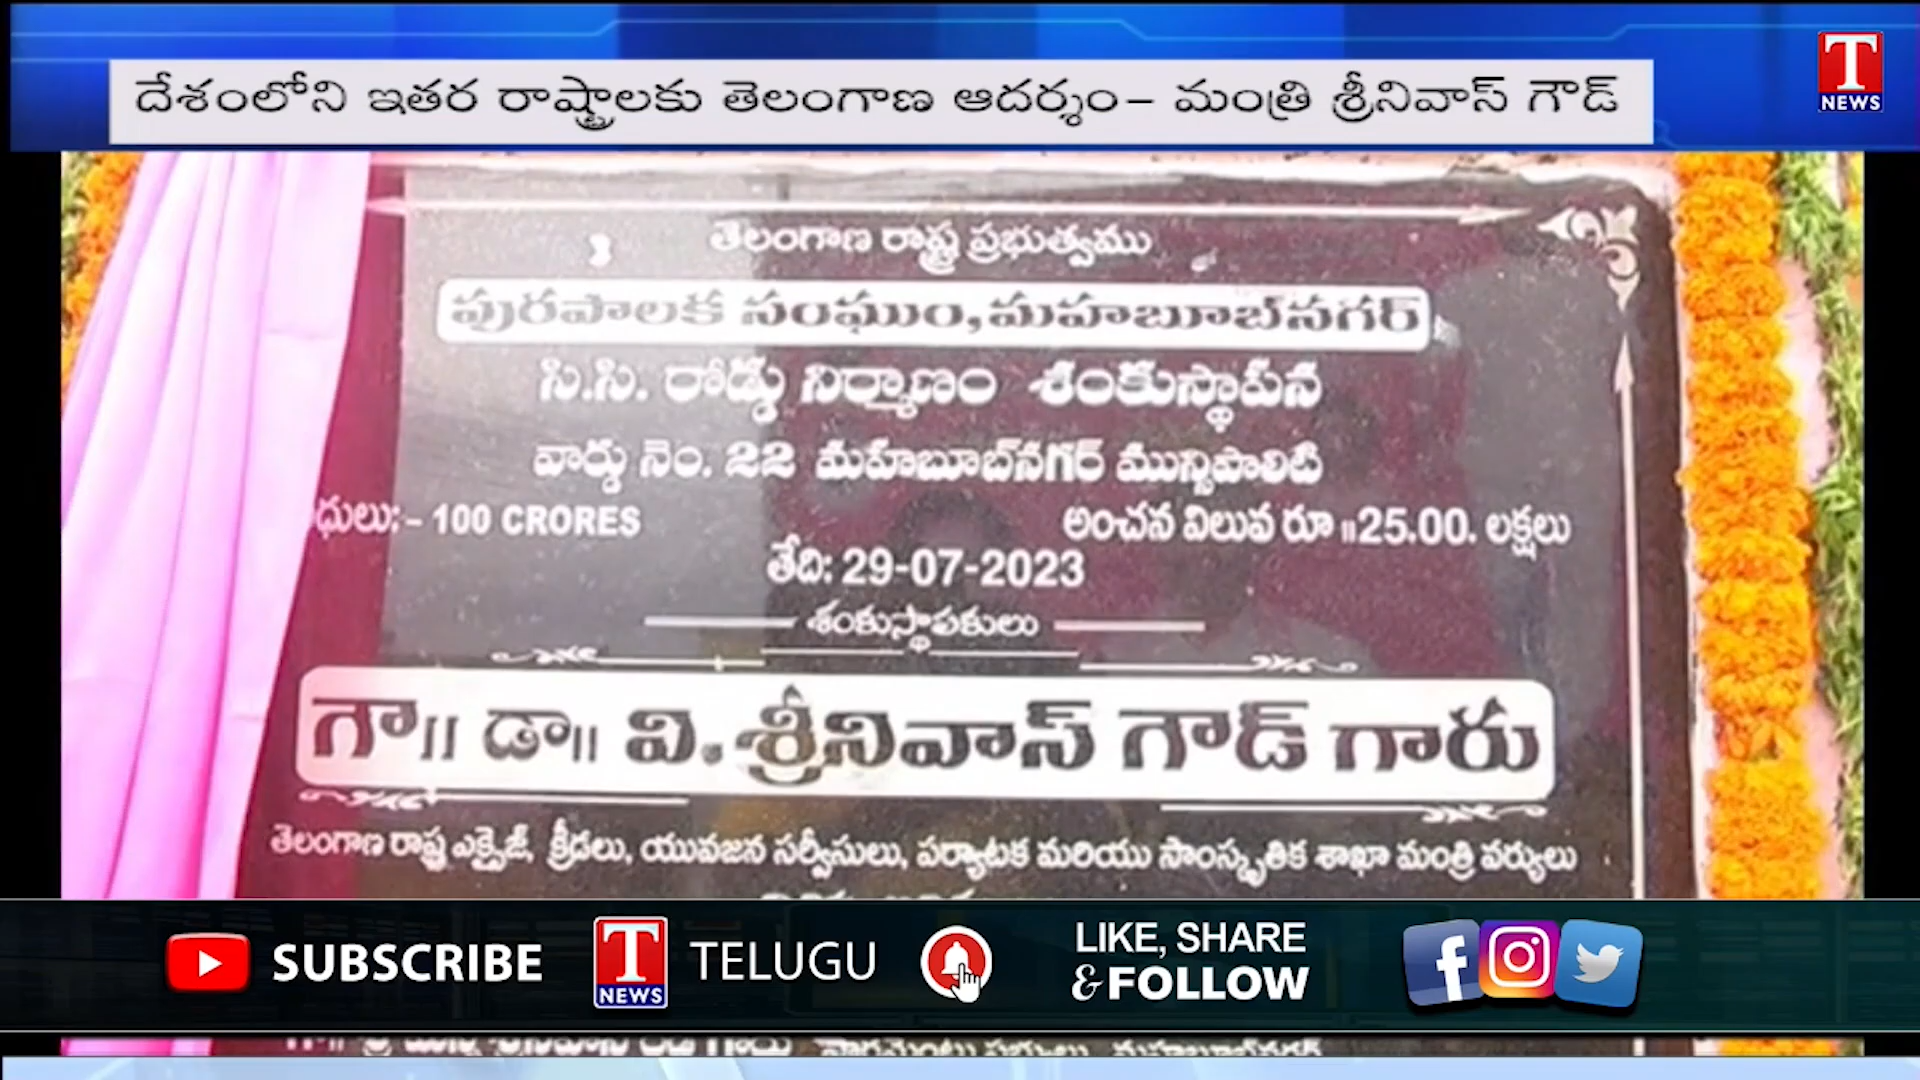 దేశంలోని ఇతర రాష్ట్రాలకు తెలంగాణ ఆదర్శం- మంత్రి శ్రీనివాస్ గౌడ్
T
NEWS
తెలంగాణ రాష్ట్ర ప్రభుత్వము
పురపాలక సంఘం, మహబూబ్‌నగర్
సి.సి. రోడ్డు నిర్మాణం శంకుస్థాపన
వార్డు నెం. 22 మహబూబ్‌నగర్ మున్సిపాలిటి
ధులు:- 100 CRORES అంచన విలువ రూ॥25.00. లక్షలు
తేది: 29-07-2023
శంకుస్థాపకులు
గౌ॥ డా॥ వి. శ్రీనివాస్ గౌడ్ గారు
తెలంగాణ రాష్ట్ర ఎక్సైజ్, క్రీడలు, యువజన సర్వీసులు, పర్యాటక మరియు సాంస్కృతిక శాఖా మంత్రి వర్యులు
SUBSCRIBE T NEWS TELUGU LIKE, SHARE
& FOLLOW